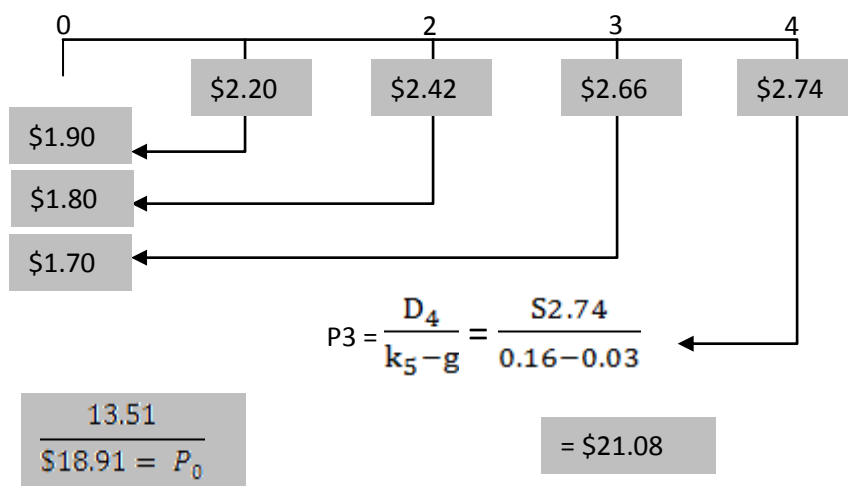 0 2 3 4
$2.20 $2.42 $2.66 $2.74
$1.90
$1.80
$1.70
P3 = D₄ / k₅−g = S2.74 / 0.16−0.03
13.51
$18.91 = P₀
= $21.08